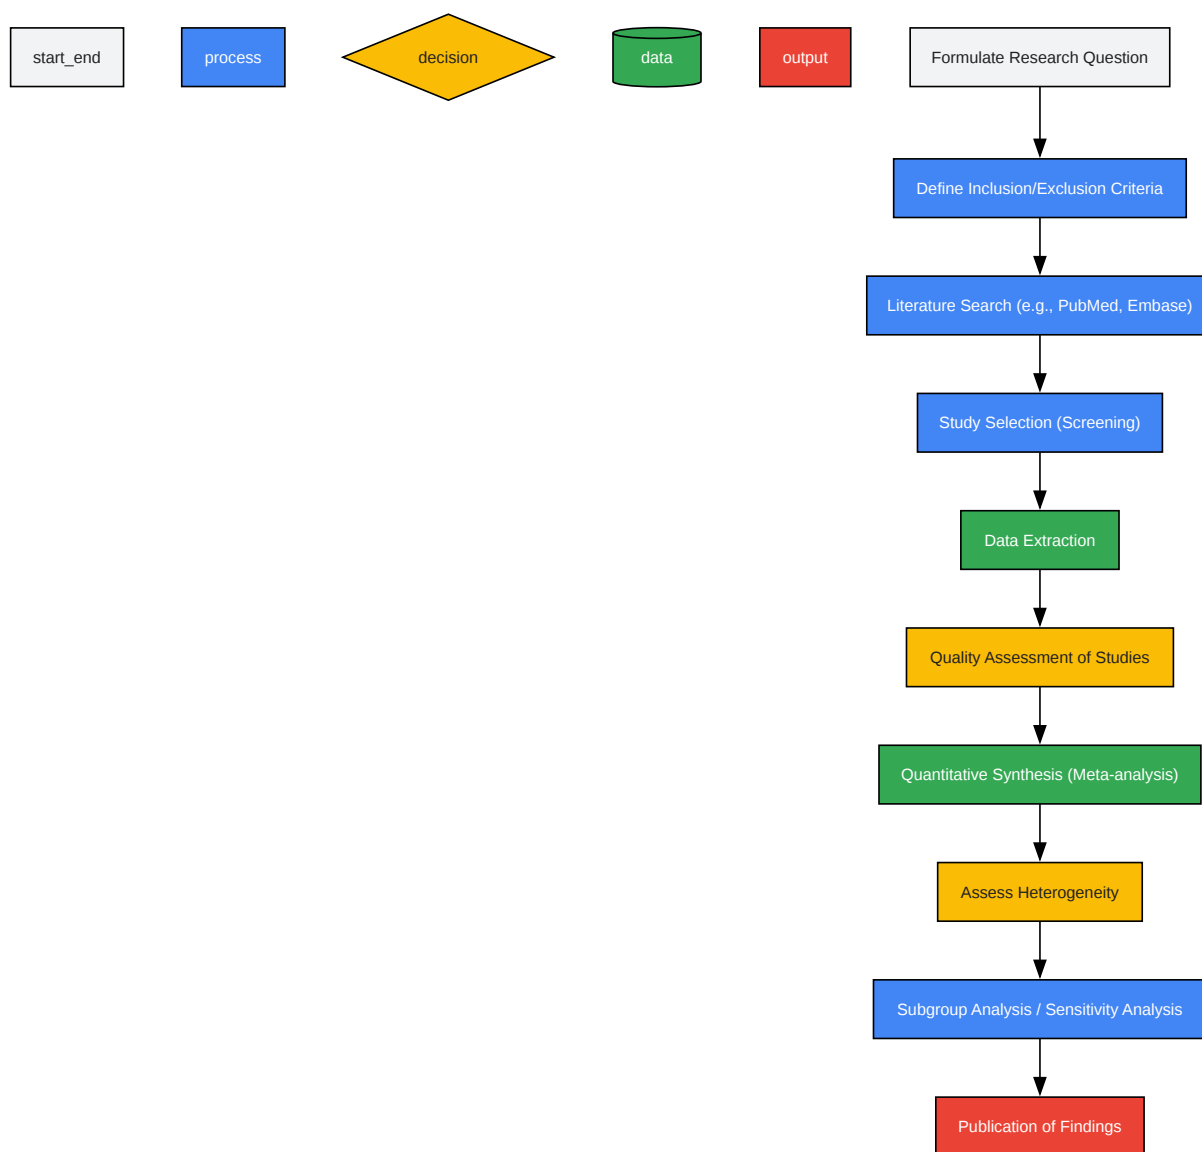 start_end
process
decision
data
output
Formulate Research Question
Define Inclusion/Exclusion Criteria
Literature Search (e.g., PubMed, Embase)
Study Selection (Screening)
Data Extraction
Quality Assessment of Studies
Quantitative Synthesis (Meta-analysis)
Assess Heterogeneity
Subgroup Analysis / Sensitivity Analysis
Publication of Findings